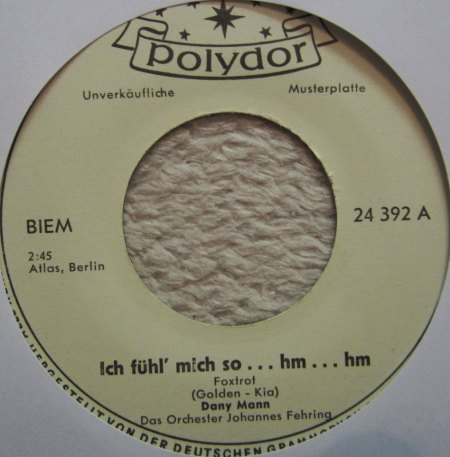 Polydor
Unverkäufliche Musterplatte
BIEM 24 392 A
2:45
Atlas, Berlin
Ich fühl' mich so ... hm ... hm
Foxtrot
(Golden - Kia)
Dany Mann
Das Orchester Johannes Fehring
HERGESTELLT VON DER DEUTSCHEN